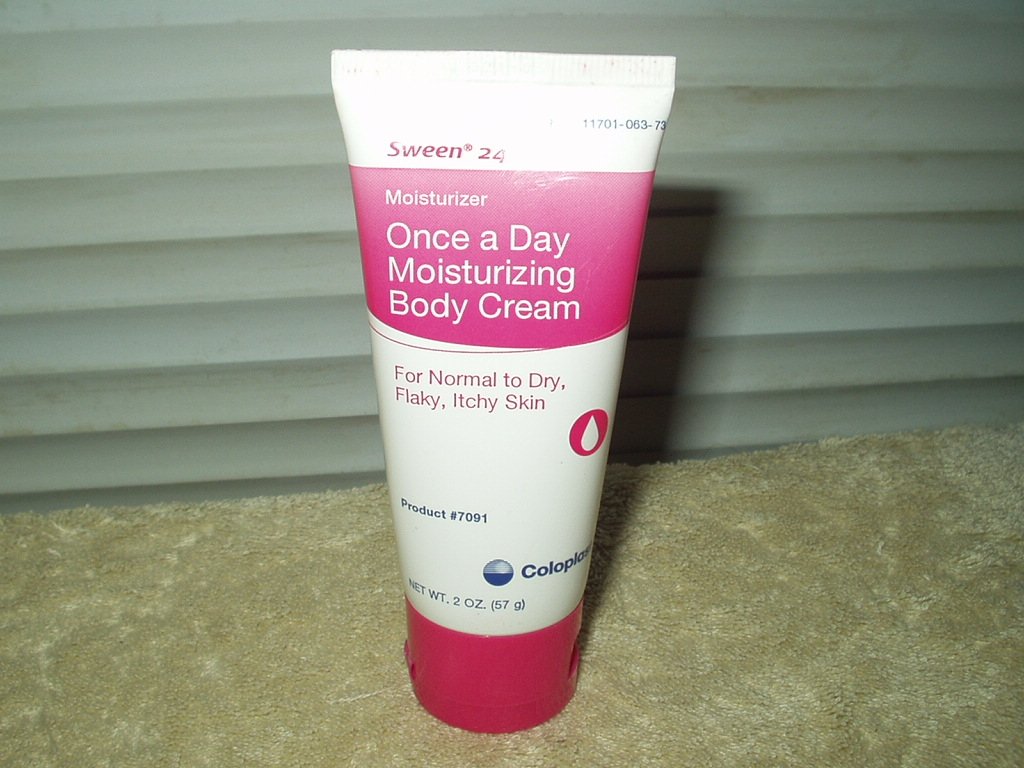 11701-063-73
Sween® 24
Moisturizer
Once a Day
Moisturizing
Body Cream
For Normal to Dry,
Flaky, Itchy Skin
Product #7091
Coloplas
NET WT. 2 OZ. (57 g)